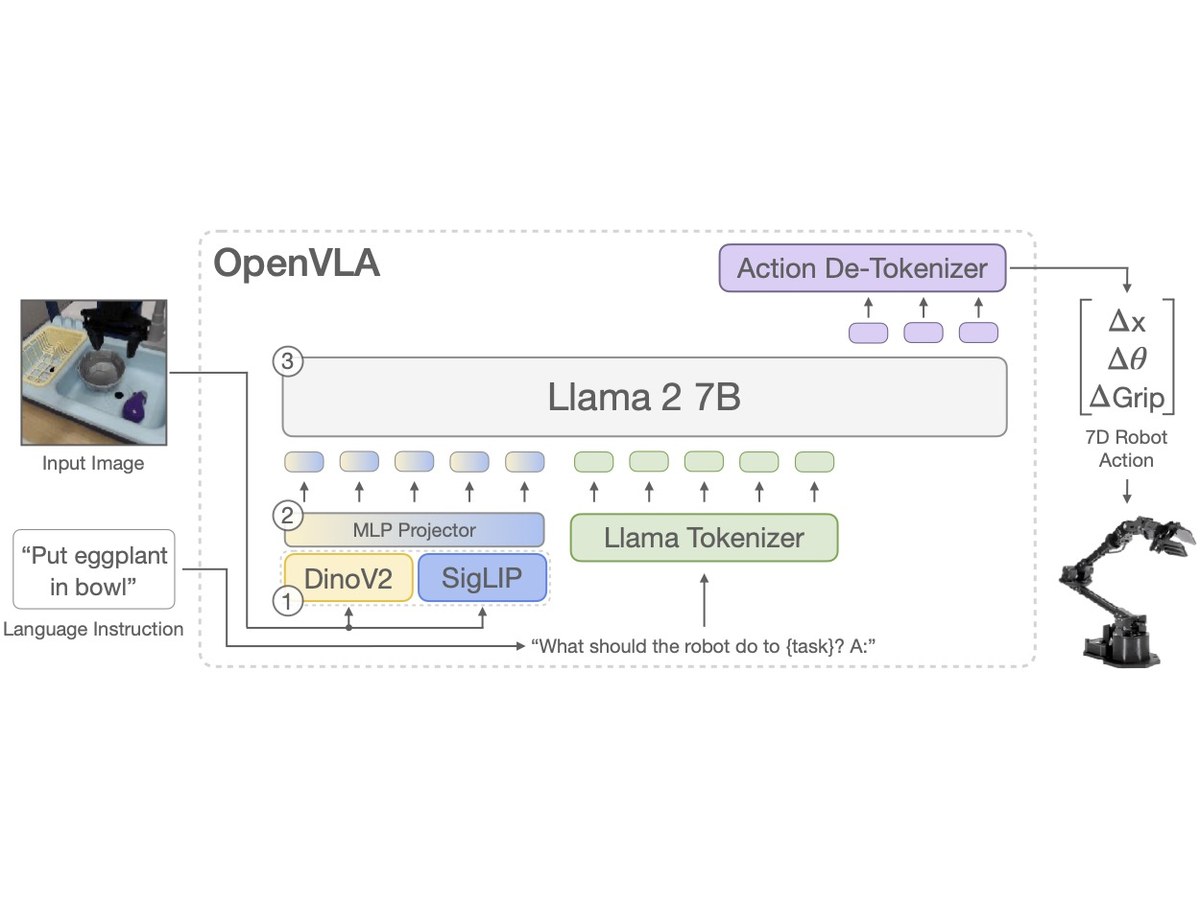 OpenVLA
Action De-Tokenizer
Δx
Δθ
ΔGrip
7D Robot
Action
3
Llama 2 7B
Input Image
2
MLP Projector
Llama Tokenizer
1
DinoV2
SigLIP
“Put eggplant
in bowl”
Language Instruction
“What should the robot do to {task}? A:”